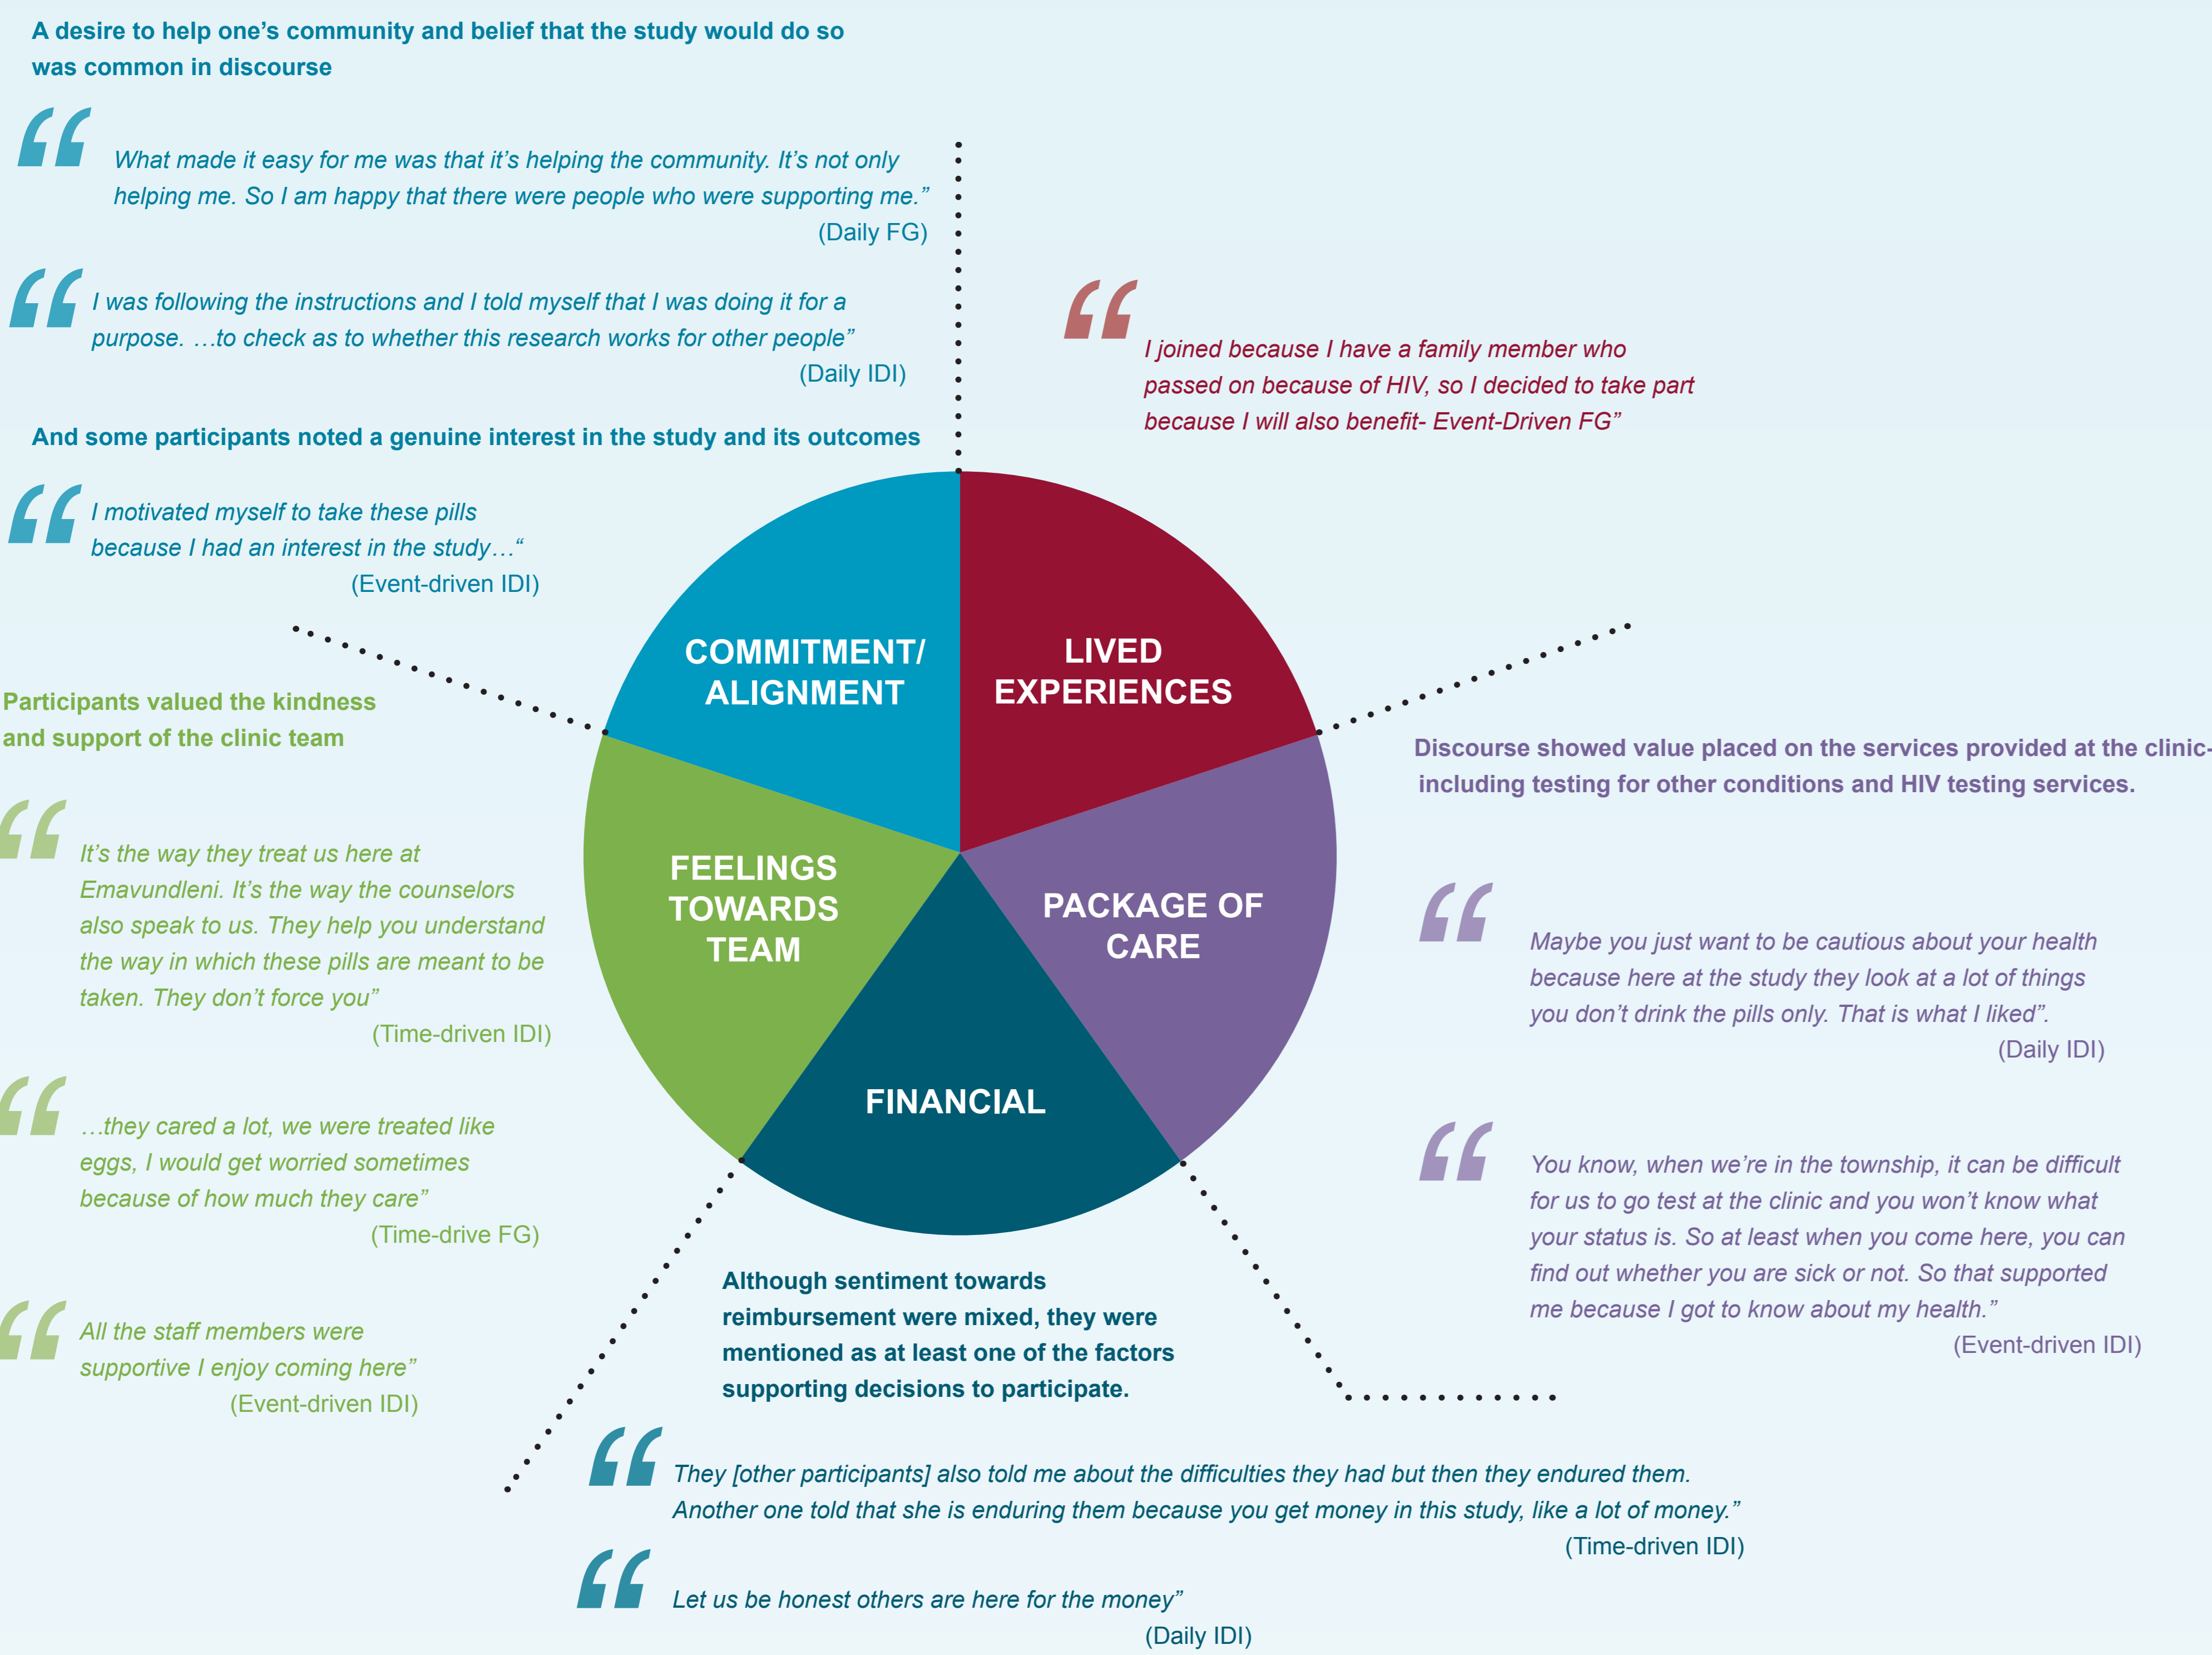 A desire to help one’s community and belief that the study would do so
was common in discourse
“ What made it easy for me was that it’s helping the community. It’s not only
helping me. So I am happy that there were people who were supporting me.”
(Daily FG)
“ I was following the instructions and I told myself that I was doing it for a
purpose. …to check as to whether this research works for other people”
(Daily IDI)
And some participants noted a genuine interest in the study and its outcomes
“ I motivated myself to take these pills
because I had an interest in the study…“
(Event-driven IDI)
“ I joined because I have a family member who
passed on because of HIV, so I decided to take part
because I will also benefit- Event-Driven FG”
COMMITMENT/
ALIGNMENT
LIVED
EXPERIENCES
FEELINGS
TOWARDS
TEAM
PACKAGE OF
CARE
FINANCIAL
Participants valued the kindness
and support of the clinic team
“ It’s the way they treat us here at
Emavundleni. It’s the way the counselors
also speak to us. They help you understand
the way in which these pills are meant to be
taken. They don’t force you”
(Time-driven IDI)
“ …they cared a lot, we were treated like
eggs, I would get worried sometimes
because of how much they care”
(Time-drive FG)
“ All the staff members were
supportive I enjoy coming here”
(Event-driven IDI)
Discourse showed value placed on the services provided at the clinic-
including testing for other conditions and HIV testing services.
“ Maybe you just want to be cautious about your health
because here at the study they look at a lot of things
you don’t drink the pills only. That is what I liked”.
(Daily IDI)
“ You know, when we’re in the township, it can be difficult
for us to go test at the clinic and you won’t know what
your status is. So at least when you come here, you can
find out whether you are sick or not. So that supported
me because I got to know about my health.”
(Event-driven IDI)
Although sentiment towards
reimbursement were mixed, they were
mentioned as at least one of the factors
supporting decisions to participate.
“ They [other participants] also told me about the difficulties they had but then they endured them.
Another one told that she is enduring them because you get money in this study, like a lot of money.”
(Time-driven IDI)
“ Let us be honest others are here for the money”
(Daily IDI)